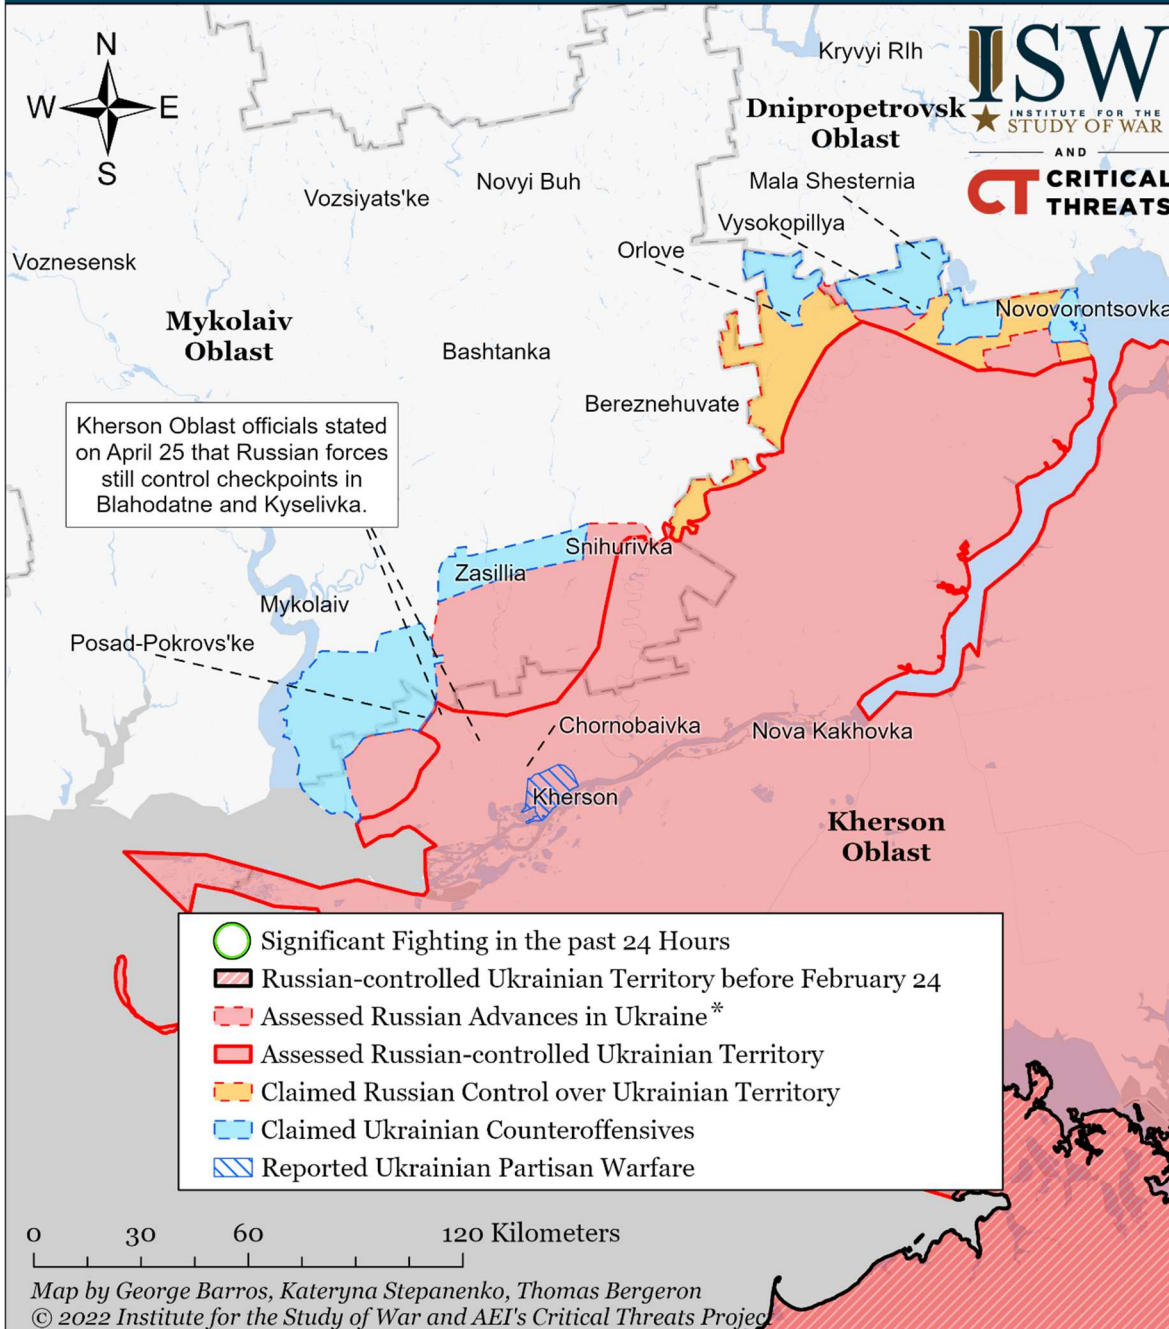 N
W E
S
Kryvyi RIh
ISW
INSTITUTE FOR THE
STUDY OF WAR
AND
CT CRITICAL
THREATS
Dnipropetrovsk
Oblast
Mala Shesternia
Novyi Buh
Vozsiyats'ke
Vysokopillya
Orlove
Voznesensk
Novovorontsovka
Mykolaiv
Oblast
Bashtanka
Bereznehuvate
Kherson Oblast officials stated
on April 25 that Russian forces
still control checkpoints in
Blahodatne and Kyselivka.
Snihurivka
Zasillia
Mykolaiv
Posad-Pokrovs'ke
Chornobaivka
Nova Kakhovka
Kherson
Kherson
Oblast
Significant Fighting in the past 24 Hours
Russian-controlled Ukrainian Territory before February 24
Assessed Russian Advances in Ukraine*
Assessed Russian-controlled Ukrainian Territory
Claimed Russian Control over Ukrainian Territory
Claimed Ukrainian Counteroffensives
Reported Ukrainian Partisan Warfare
0 30 60 120 Kilometers
Map by George Barros, Kateryna Stepanenko, Thomas Bergeron
© 2022 Institute for the Study of War and AEI's Critical Threats Project